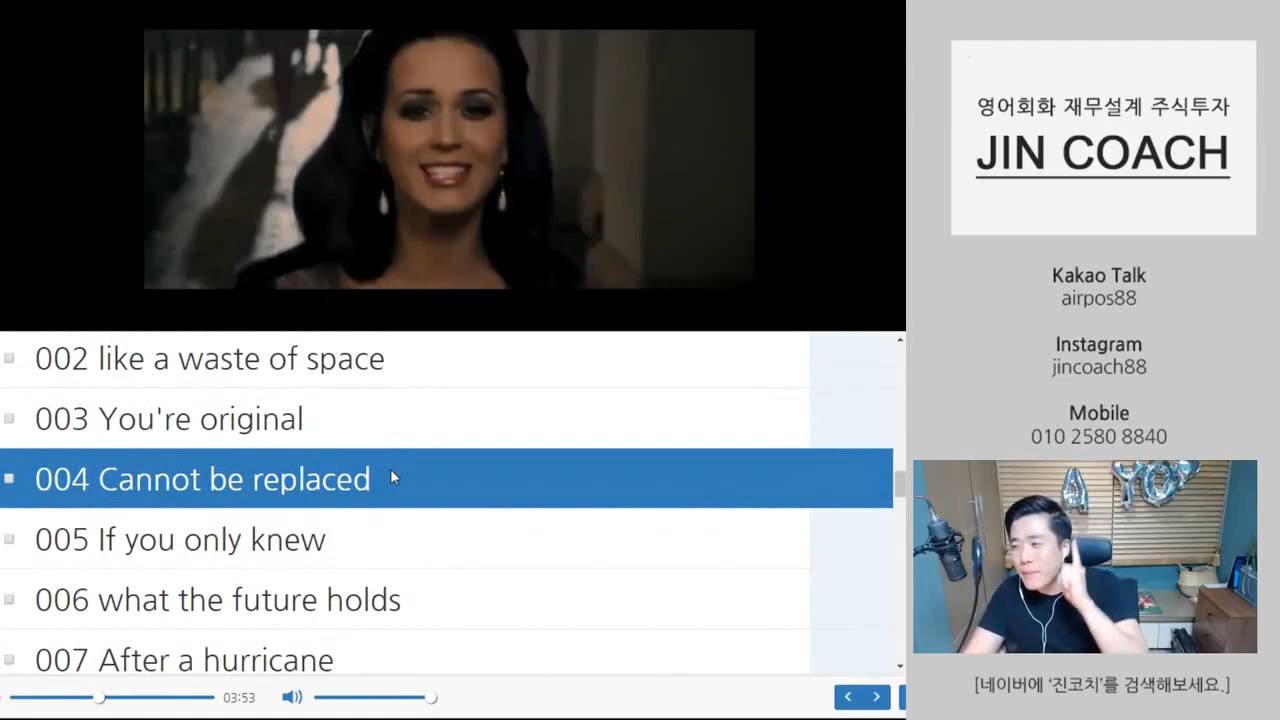 002 like a waste of space
003 You're original
004 Cannot be replaced
005 If you only knew
006 what the future holds
007 After a hurricane
03:53
영어회화 재무설계 주식투자
JIN COACH
Kakao Talk
airpos88
Instagram
jincoach88
Mobile
010 2580 8840
A YO
[네이버에 '진코치'를 검색해보세요.]